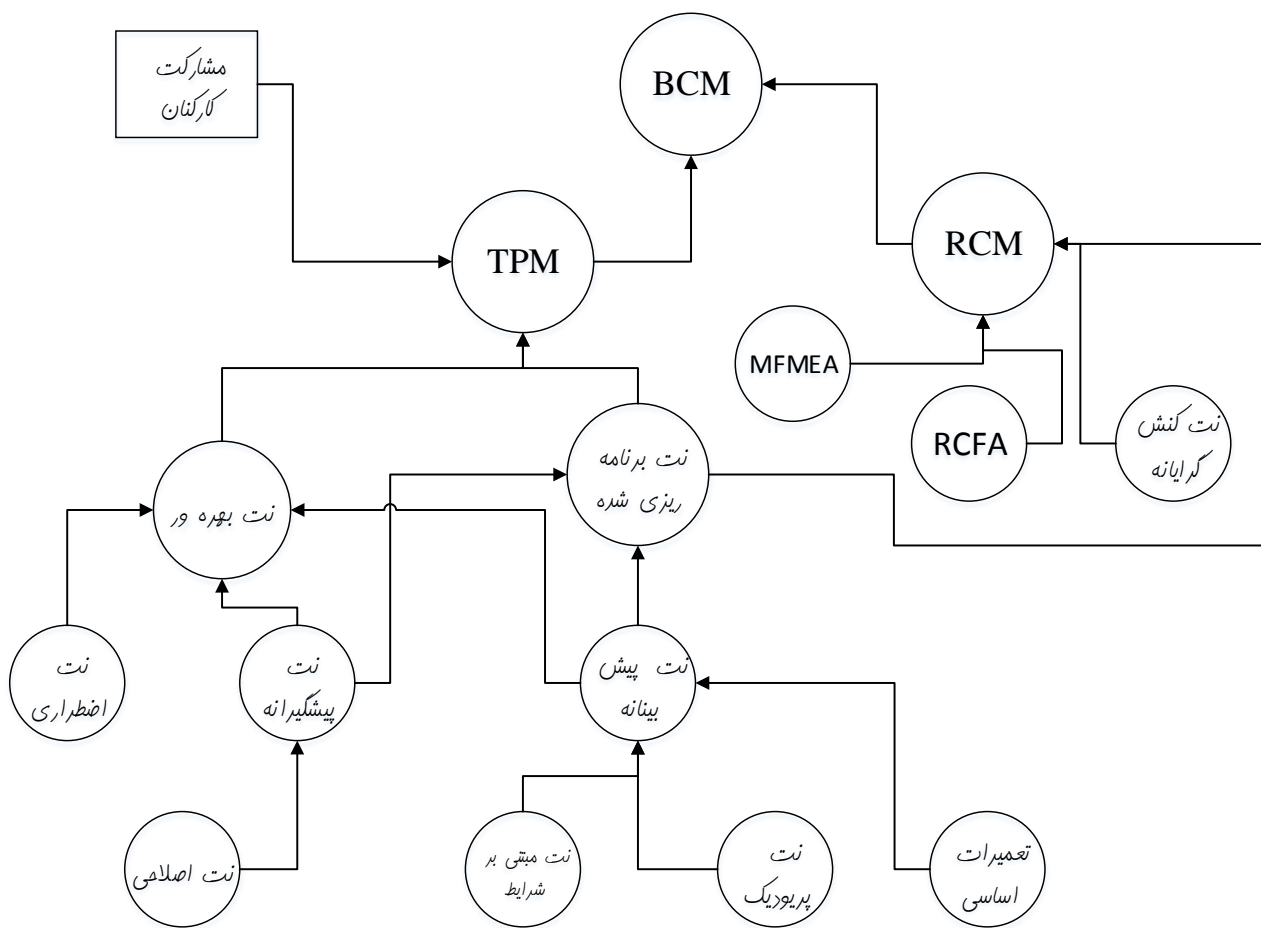 مشارکت
کارکنان
BCM
TPM
RCM
MFMEA
RCFA
نت کنش
گرایانه
نت برنامه
ریزی شده
نت بهره ور
نت
اضطراری
نت
پیشگیرانه
نت پیش
بینانه
نت اصلاحی
نت مبتنی بر
شرایط
نت
پریودیک
تعمیرات
اساسی